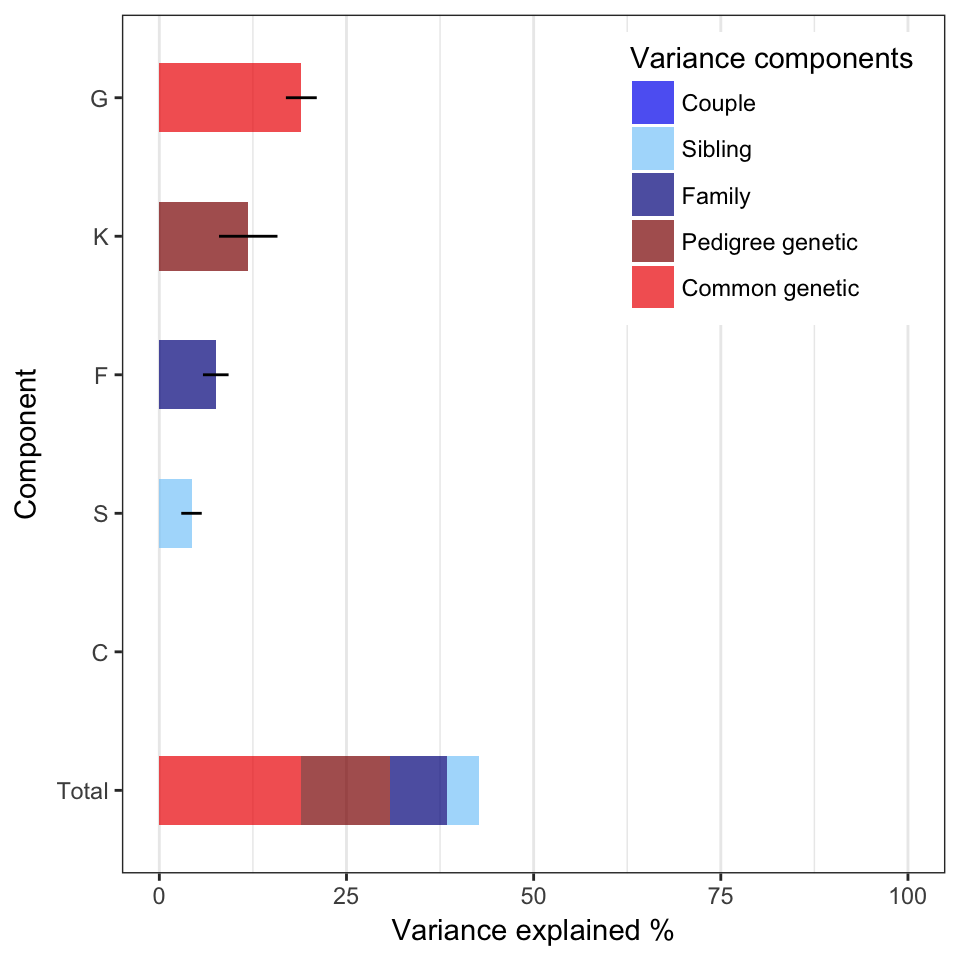 Variance components
Couple
Sibling
Family
Pedigree genetic
Common genetic
Component
G
K
F
S
C
Total
0 25 50 75 100
Variance explained %